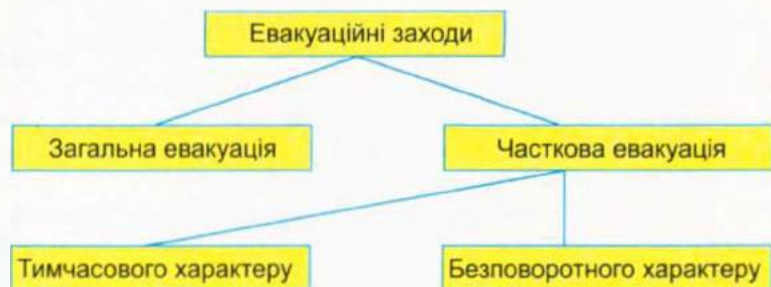 Евакуаційні заходи
Загальна евакуація
Часткова евакуація
Тимчасового характеру
Безповоротного характеру